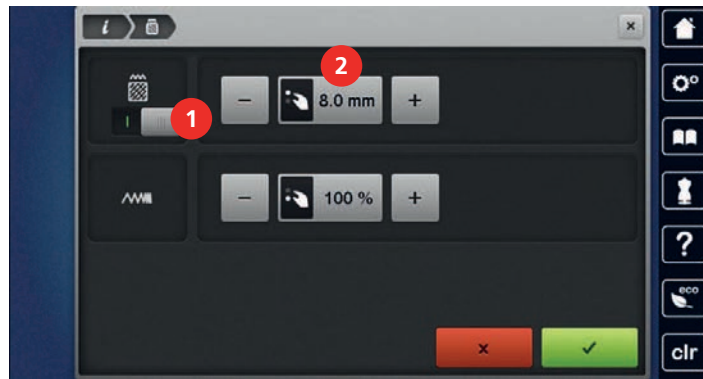 i
×
2
− 8.0 mm +
1
− 100 % +
?
eco
× ✓
clr